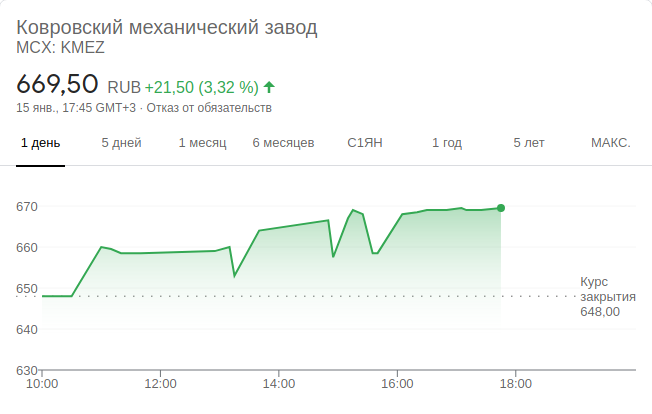 Ковровский механический завод
MCX: KMEZ
669,50 RUB +21,50 (3,32 %)
15 янв., 17:45 GMT+3 · Отказ от обязательств
1 день 5 дней 1 месяц 6 месяцев С1ЯН 1 год 5 лет МАКС.
670
660
650
640
630
Курс
закрытия
648,00
10:00 12:00 14:00 16:00 18:00